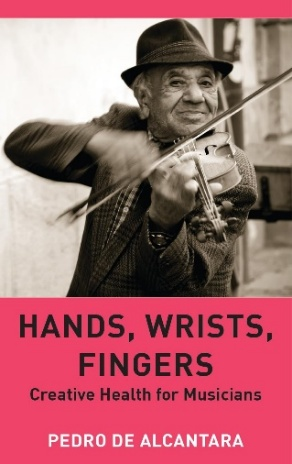 HANDS, WRISTS,
FINGERS
Creative Health for Musicians
PEDRO DE ALCANTARA